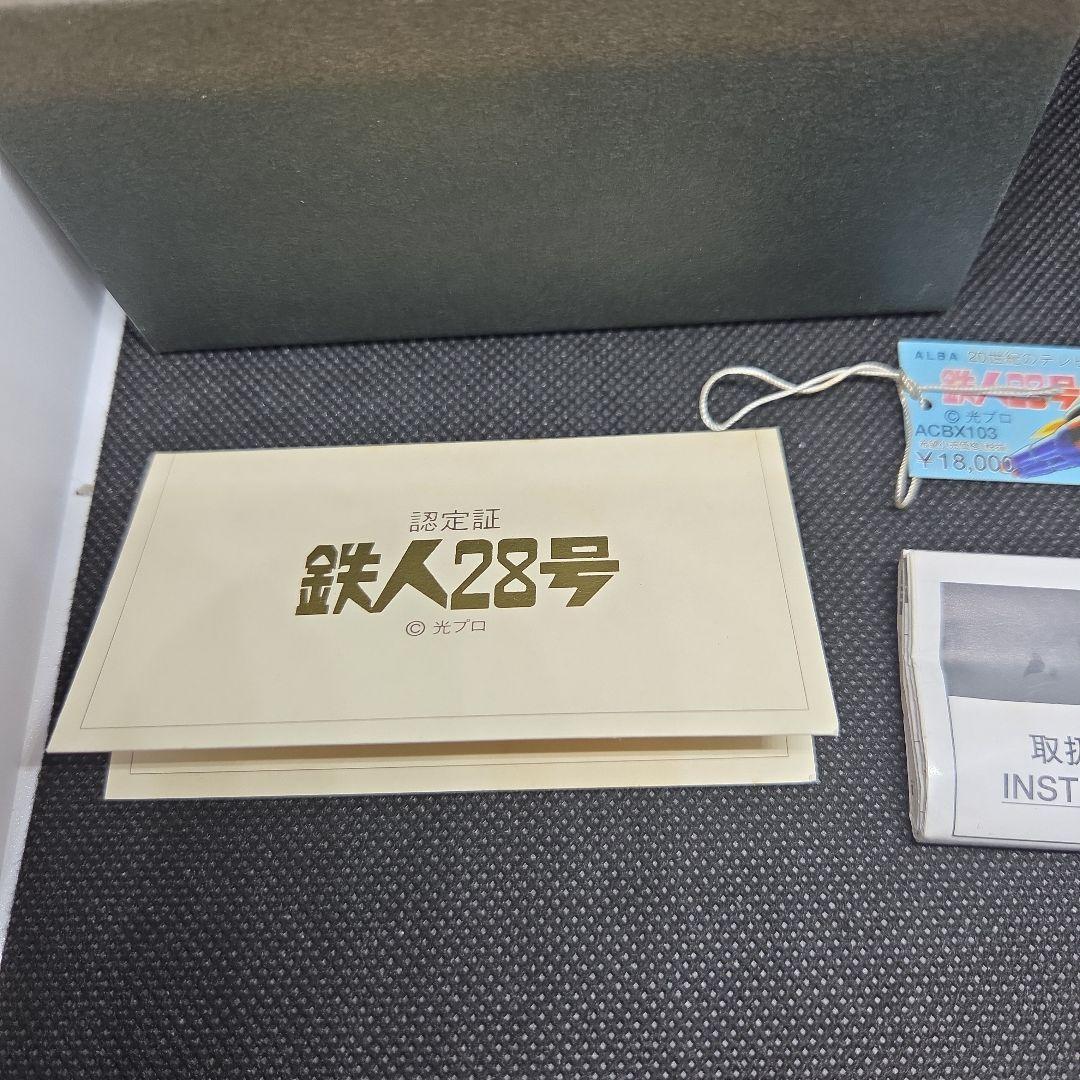 認定証
鉄人28号
© 光プロ
ALBA 20世紀のテレビ
鉄人28号
© 光プロ
ACBX103
¥18,000
取扱
INST